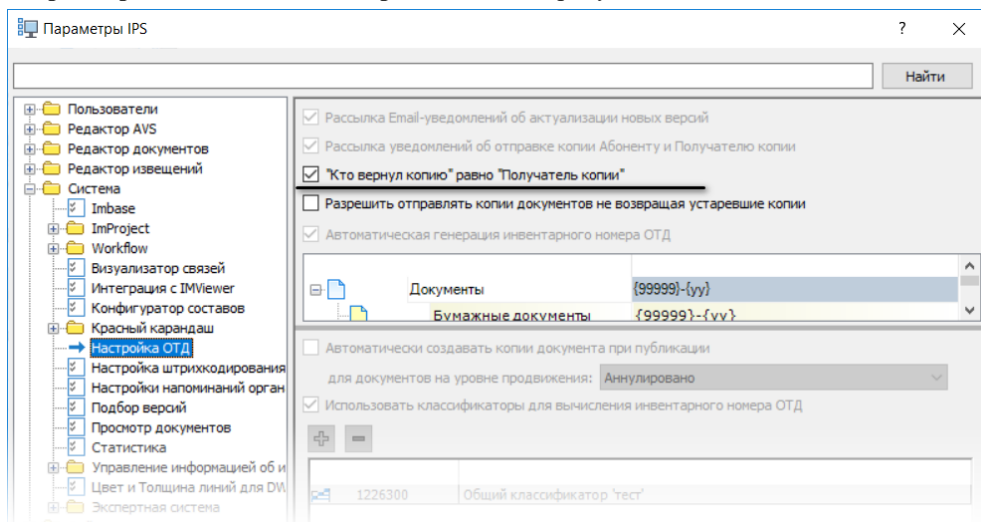 Параметры IPS
?
Найти
Пользователи
Редактор AVS
Редактор документов
Редактор извещений
Система
Imbase
ImProject
Workflow
Визуализатор связей
Интеграция с IMViewer
Конфигуратор составов
Красный карандаш
Настройка ОТД
Настройка штрихкодирования
Настройки напоминаний орган
Подбор версий
Просмотр документов
Статистика
Управление информацией об и
Цвет и Толщина линий для DW
Экспертная система
Рассылка Email-уведомлений об актуализации новых версий
Рассылка уведомлений об отправке копии Абоненту и Получателю копии
"Кто вернул копию" равно "Получатель копии"
Разрешить отправлять копии документов не возвращая устаревшие копии
Автоматическая генерация инвентарного номера ОТД
Документы {99999}-{yy}
Бумажные документы {99999}-{yy}
Автоматически создавать копии документа при публикации
для документов на уровне продвижения: Аннулировано
Использовать классификаторы для вычисления инвентарного номера ОТД
1226300 Общий классификатор 'тест'